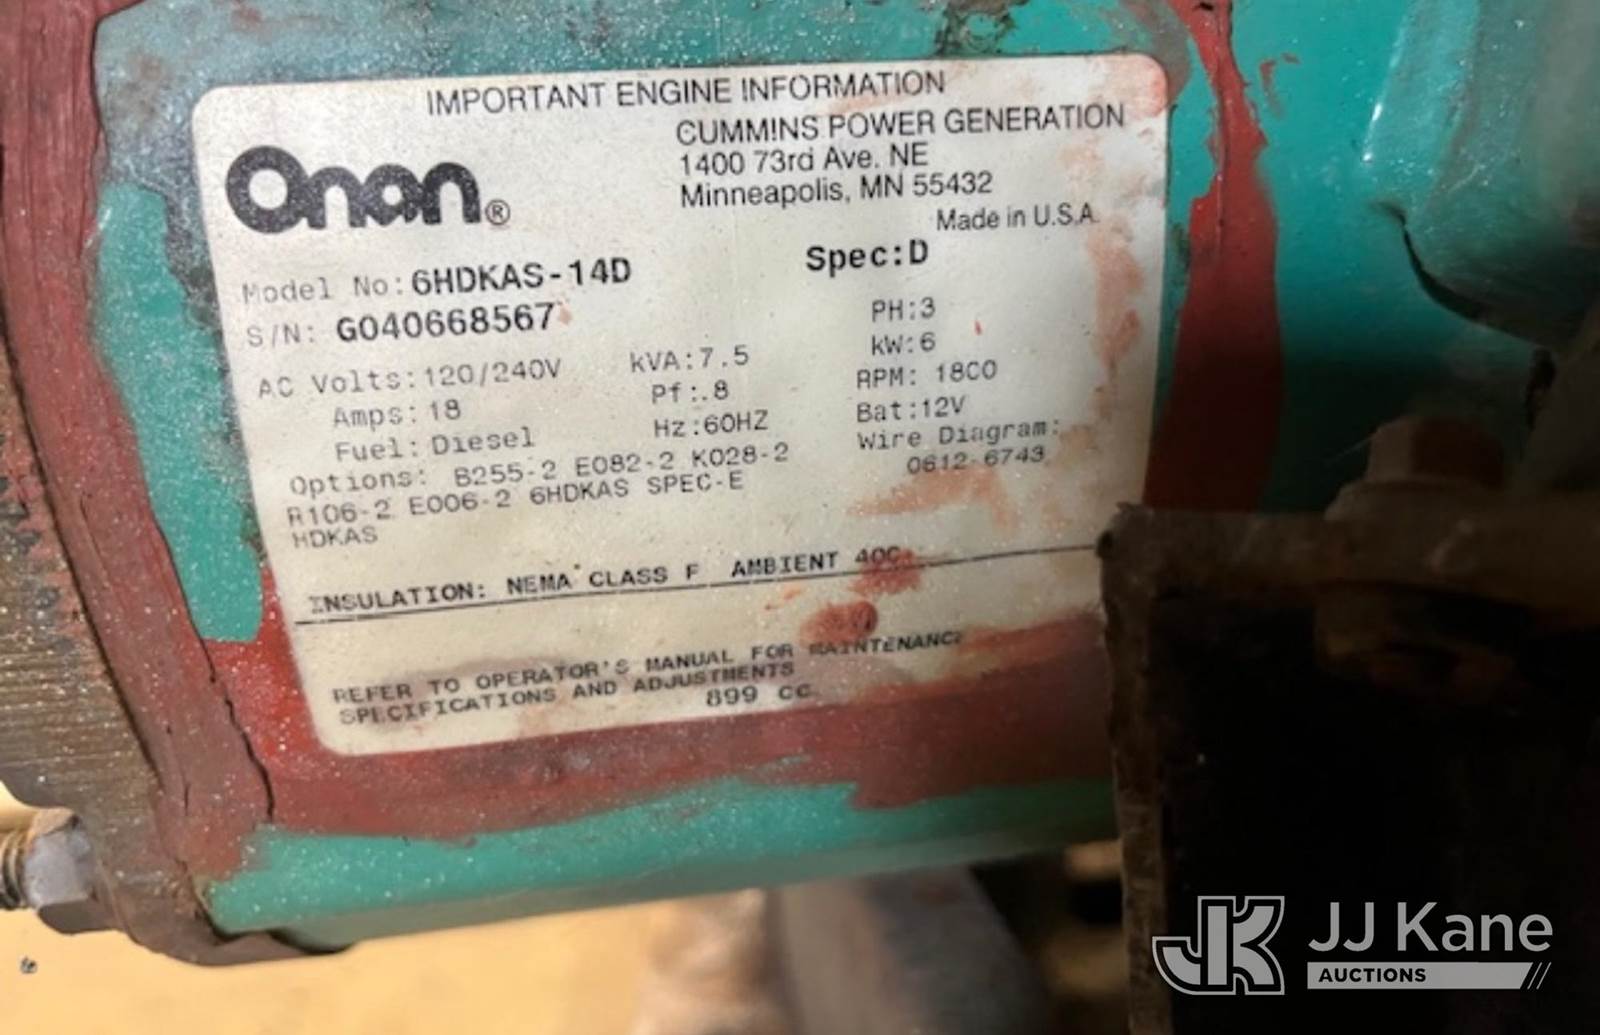 IMPORTANT ENGINE INFORMATION
Onan®
CUMMINS POWER GENERATION
1400 73rd Ave. NE
Minneapolis, MN 55432
Made in U.S.A.
Model No: 6HDKAS-14D Spec:D
S/N: G040668567 PH:3
AC Volts:120/240V kVA:7.5 kW:6
Amps:18 Pf:.8 RPM: 1800
Fuel: Diesel Hz:60HZ Bat:12V
Options: B255-2 E082-2 K028-2 Wire Diagram:
R106-2 E006-2 6HDKAS SPEC-E 0612-6743
HDKAS
INSULATION: NEMA CLASS F AMBIENT 40C
REFER TO OPERATOR'S MANUAL FOR MAINTENANCE
SPECIFICATIONS AND ADJUSTMENTS
899 CC
JK JJ Kane
AUCTIONS